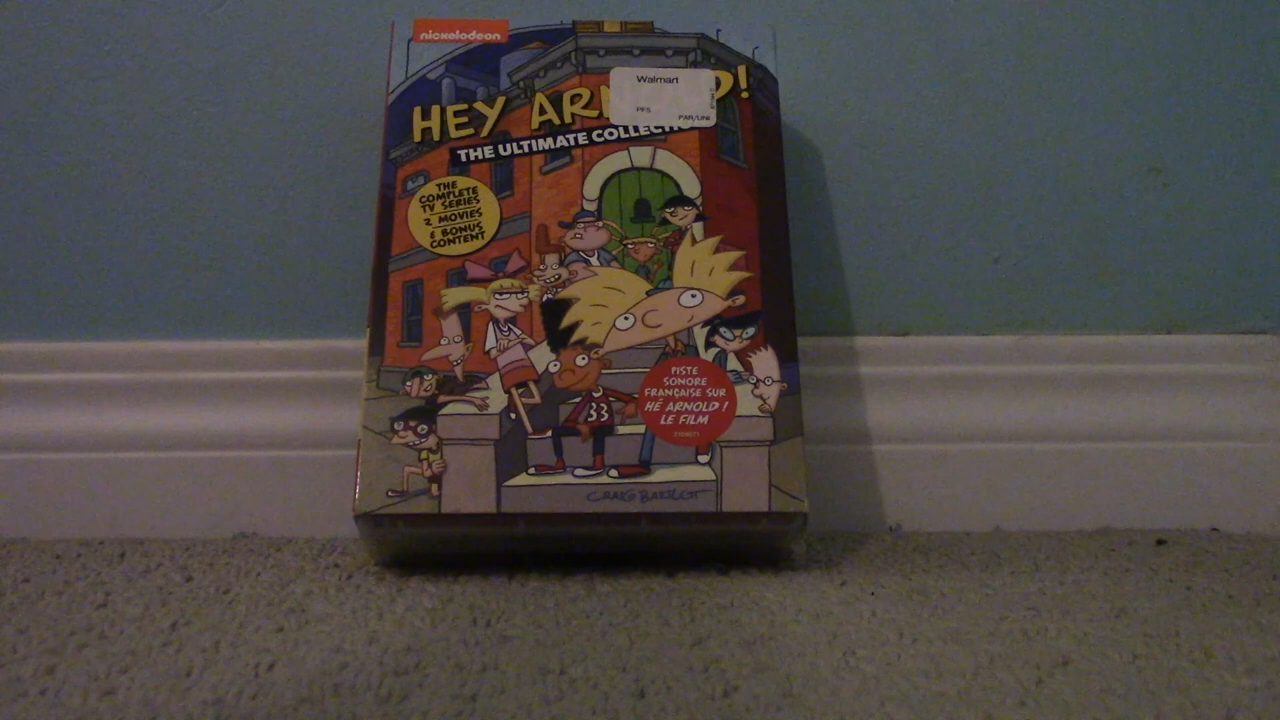 nickelodeon
HEY AR D!
Walmart
PFS
PAR/UNI
THE ULTIMATE COLLECTIO
THE
COMPLETE
TV SERIES
2 MOVIES
& BONUS
CONTENT
33
PISTE
SONORE
FRANÇAISE SUR
HÉ ARNOLD !
LE FILM
CRAIG BARTLETT